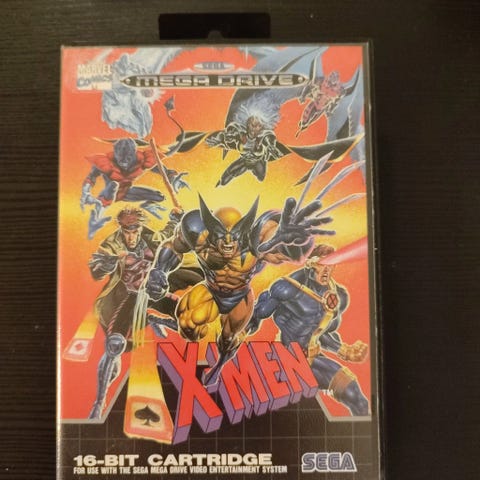 MARVEL
COMICS
SEGA
MEGA DRIVE
X-MEN
TM
16-BIT CARTRIDGE
FOR USE WITH THE SEGA MEGA DRIVE VIDEO ENTERTAINMENT SYSTEM
SEGA